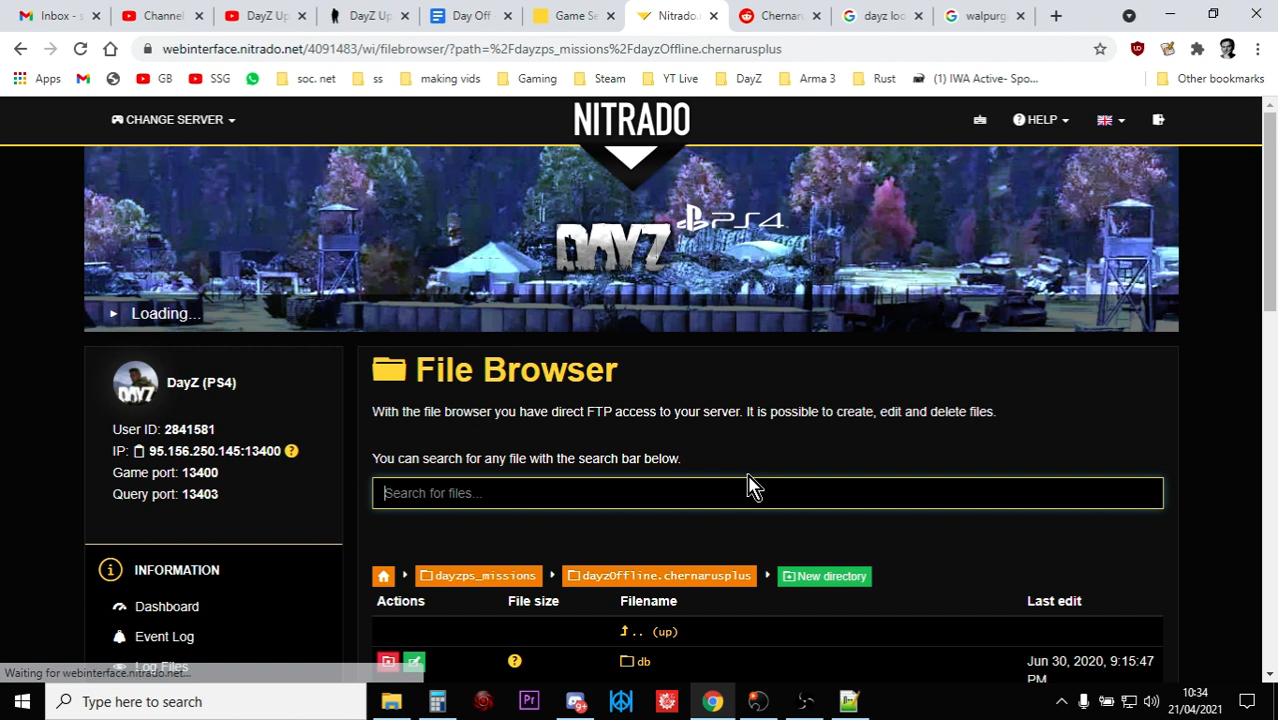 Inbox - s
Channel
DayZ Up
DayZ Up
Day Off
Game Se
Nitrado.
Chernar
dayz loo
walpurg
webinterface.nitrado.net/4091483/wi/filebrowser/?path=%2Fdayzps_missions%2FdayzOffline.chernarusplus
Apps GB SSG soc. net ss making vids Gaming Steam YT Live DayZ Arma 3 Rust (1) IWA Active- Spo... Other bookmarks
CHANGE SERVER
NITRADO
HELP
DAYZ PS4
Loading...
DAYZ
DayZ (PS4)
User ID: 2841581
IP: 95.156.250.145:13400
Game port: 13400
Query port: 13403
INFORMATION
Dashboard
Event Log
Log Files
File Browser
With the file browser you have direct FTP access to your server. It is possible to create, edit and delete files.
You can search for any file with the search bar below.
Search for files...
dayzps_missions dayzOffline.chernarusplus New directory
Actions File size Filename Last edit
.. (up)
db
Jun 30, 2020, 9:15:47
PM
Waiting for webinterface.nitrado.net...
Type here to search
Pr
9+
10:34
21/04/2021